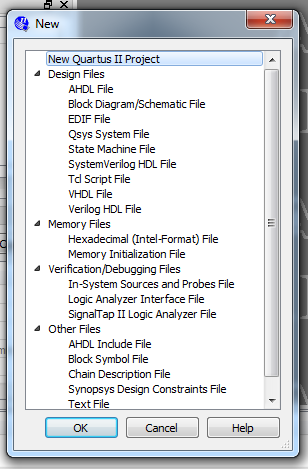 New
New Quartus II Project
Design Files
AHDL File
Block Diagram/Schematic File
EDIF File
Qsys System File
State Machine File
SystemVerilog HDL File
Tcl Script File
VHDL File
Verilog HDL File
Memory Files
Hexadecimal (Intel-Format) File
Memory Initialization File
Verification/Debugging Files
In-System Sources and Probes File
Logic Analyzer Interface File
SignalTap II Logic Analyzer File
Other Files
AHDL Include File
Block Symbol File
Chain Description File
Synopsys Design Constraints File
Text File
OK
Cancel
Help